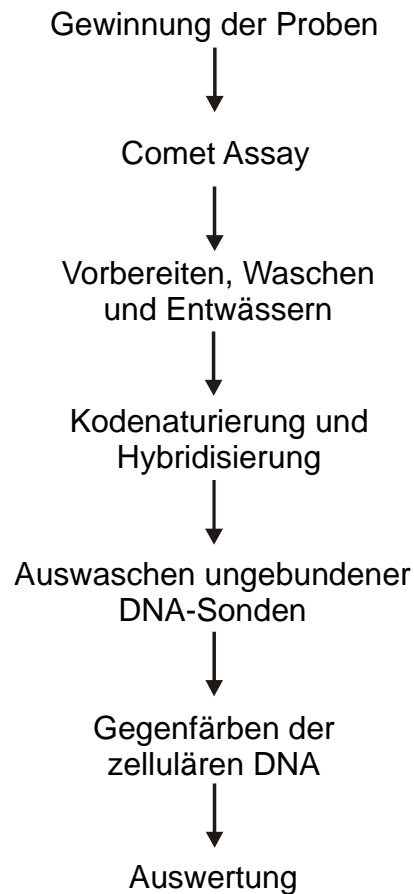 Gewinnung der Proben
Comet Assay
Vorbereiten, Waschen
und Entwässern
Kodenaturierung und
Hybridisierung
Auswaschen ungebundener
DNA-Sonden
Gegenfärben der
zellulären DNA
Auswertung